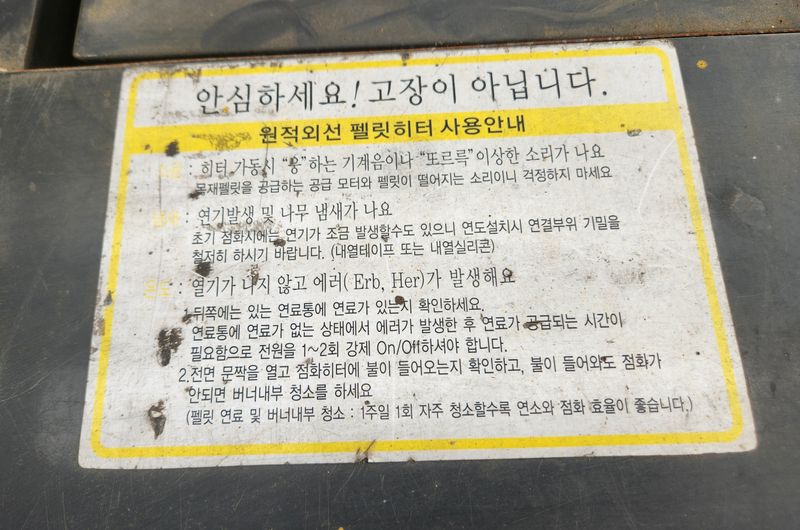 안심하세요! 고장이 아닙니다.
원적외선 펠릿히터 사용안내
: 히터 가동시 "웅"하는 기계음이나 "또르륵"이상한 소리가 나요
목재펠릿을 공급하는 공급 모터와 펠릿이 떨어지는 소리이니 걱정하지 마세요
: 연기발생 및 나무 냄새가 나요
초기 점화시에는 연기가 조금 발생할수도 있으니 연도설치시 연결부위 기밀을
철저히 하시기 바랍니다. (내열테이프 또는 내열실리콘)
: 열기가 나지 않고 에러( Erb, Her)가 발생해요
1.뒤쪽에는 있는 연료통에 연료가 있는지 확인하세요
연료통에 연료가 없는 상태에서 에러가 발생한 후 연료가 공급되는 시간이
필요함으로 전원을 1~2회 강제 On/Off하셔야 합니다.
2.전면 문짝을 열고 점화히터에 불이 들어오는지 확인하고, 불이 들어와도 점화가
안되면 버너내부 청소를 하세요
(펠릿 연료 및 버너내부 청소 : 1주일 1회 자주 청소할수록 연소와 점화 효율이 좋습니다.)